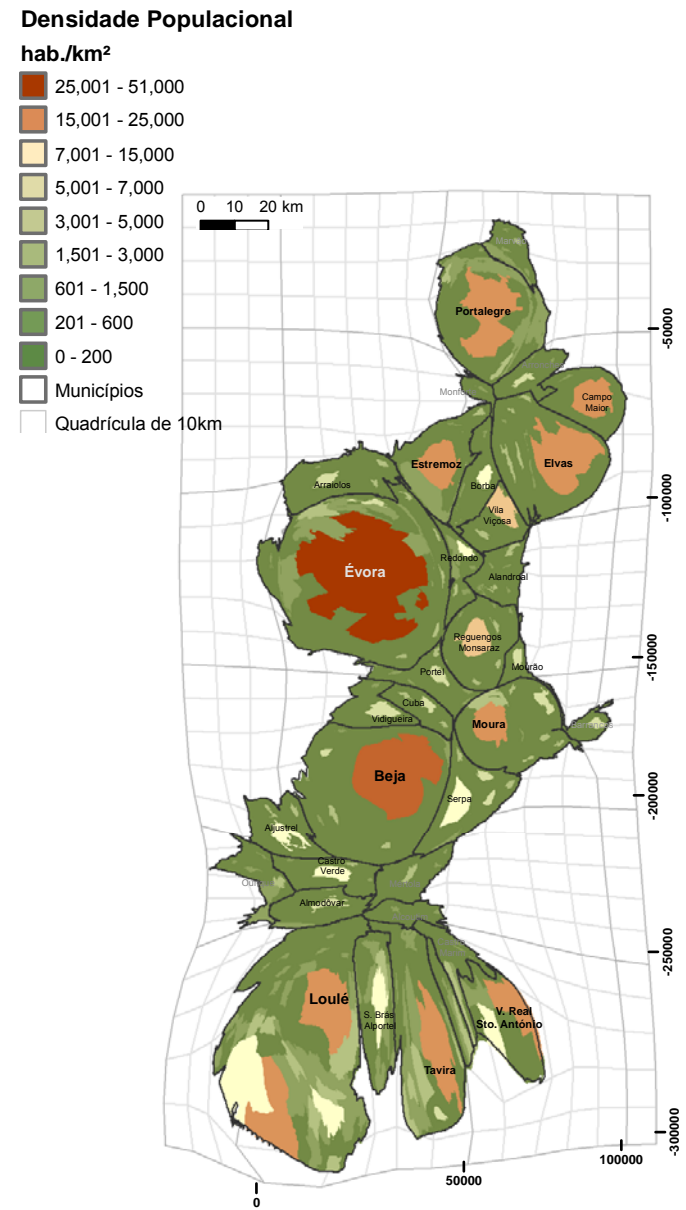 Densidade Populacional
hab./km²
25,001 - 51,000
15,001 - 25,000
7,001 - 15,000
5,001 - 7,000
3,001 - 5,000
1,501 - 3,000
601 - 1,500
201 - 600
0 - 200
Municípios
Quadrícula de 10km
0 10 20 km
Portalegre
-50000
Campo
Maior
Estremoz
Elvas
Arraiolos
Borba
-100000
Vila
Viçosa
Redondo
Évora
Alandroal
Reguengos
Monsaraz
-150000
Portel
Mourão
Cuba
Vidigueira
Moura
Beja
-200000
Serpa
Aljustrel
Castro
Verde
Almodôvar
-250000
Loulé
S. Brás
Alportel
V. Real
Sto. António
Tavira
-300000
100000
50000
0